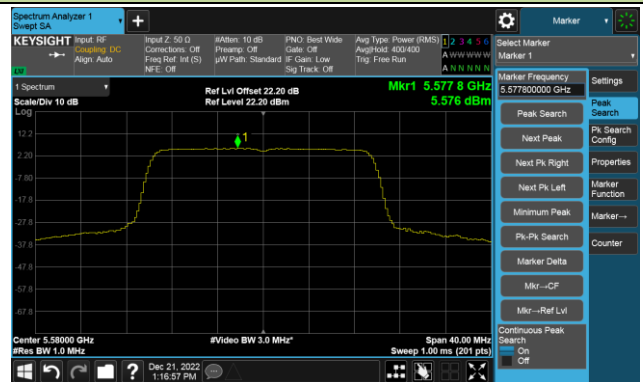 Spectrum Analyzer 1
Swept SA
Marker
KEYSIGHT
Input: RF
Coupling: DC
Align: Auto
Input Z: 50 Ω
Corrections: Off
Freq Ref: Int (S)
NFE: Off
#Atten: 10 dB
Preamp: Off
µW Path: Standard
PNO: Best Wide
Gate: Off
IF Gain: Low
Sig Track: Off
Avg Type: Power (RMS)
Avg|Hold: 400/400
Trig: Free Run
1 2 3 4 5 6
A W W W W W
A N N N N N
Select Marker
Marker 1
1 Spectrum
Scale/Div 10 dB
Log
Ref Lvl Offset 22.20 dB
Ref Level 22.20 dBm
Mkr1 5.577 8 GHz
5.576 dBm
12.2
2.20
-7.80
-17.8
-27.8
-37.8
-47.8
-57.8
-67.8
1
Center 5.58000 GHz
#Res BW 1.0 MHz
#Video BW 3.0 MHz*
Span 40.00 MHz
Sweep 1.00 ms (201 pts)
Marker Frequency
5.577800000 GHz
Peak Search
Next Peak
Next Pk Right
Next Pk Left
Minimum Peak
Pk-Pk Search
Marker Delta
Mkr→CF
Mkr→Ref Lvl
Continuous Peak
Search
On
Off
Settings
Peak
Search
Pk Search
Config
Properties
Marker
Function
Marker→
Counter
Dec 21, 2022
1:16:57 PM